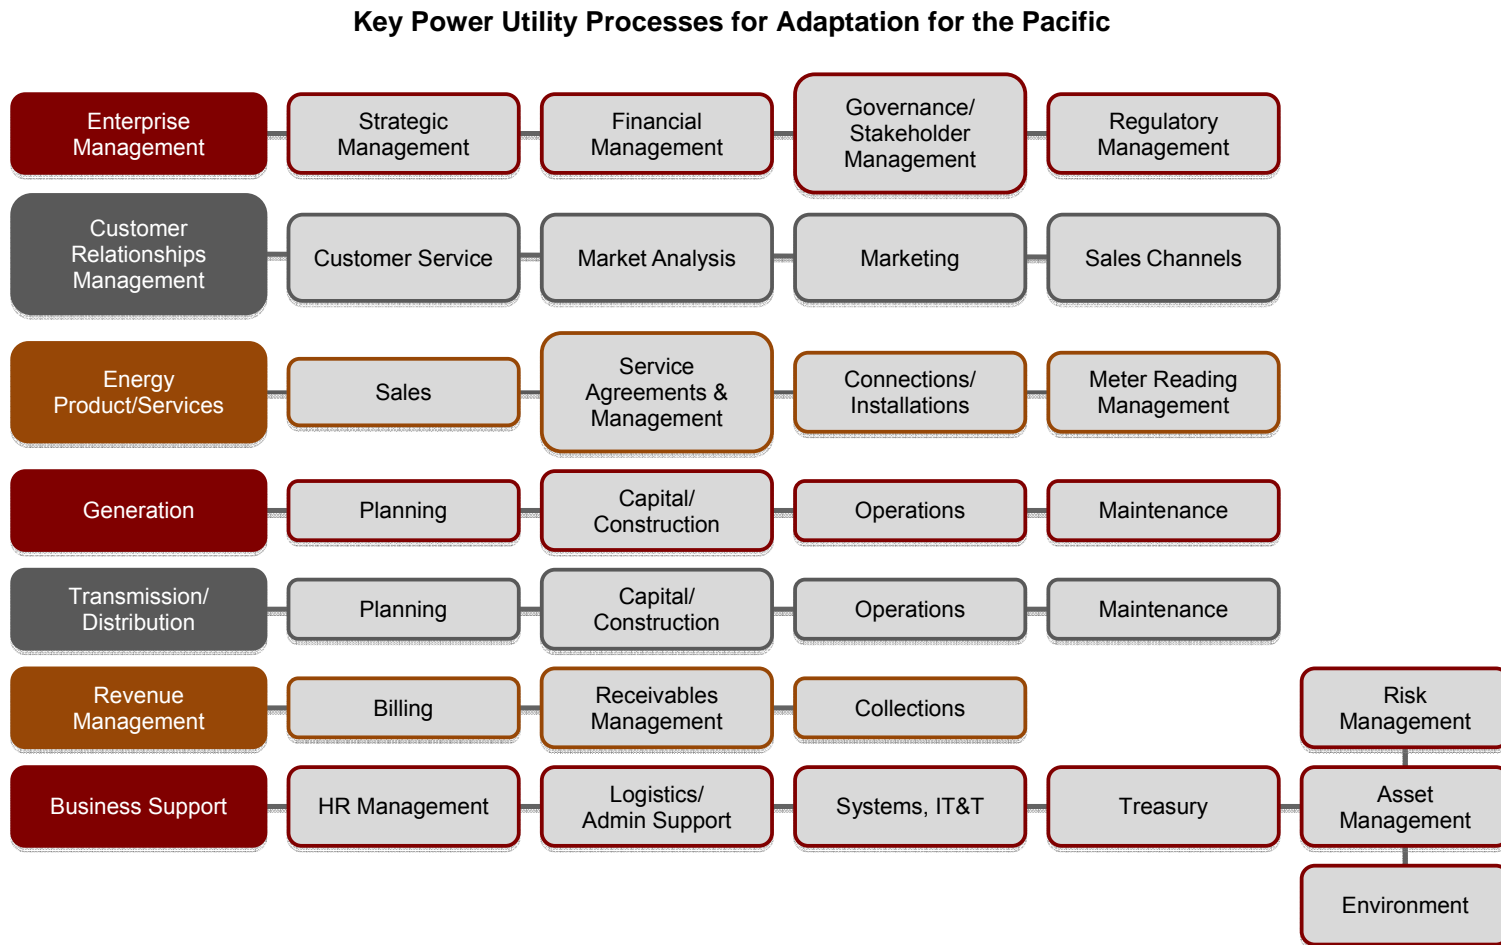 Key Power Utility Processes for Adaptation for the Pacific
Enterprise
Management
Strategic
Management
Financial
Management
Governance/
Stakeholder
Management
Regulatory
Management
Customer
Relationships
Management
Customer Service
Market Analysis
Marketing
Sales Channels
Energy
Product/Services
Sales
Service
Agreements &
Management
Connections/
Installations
Meter Reading
Management
Generation
Planning
Capital/
Construction
Operations
Maintenance
Transmission/
Distribution
Planning
Capital/
Construction
Operations
Maintenance
Revenue
Management
Billing
Receivables
Management
Collections
Risk
Management
Business Support
HR Management
Logistics/
Admin Support
Systems, IT&T
Treasury
Asset
Management
Environment